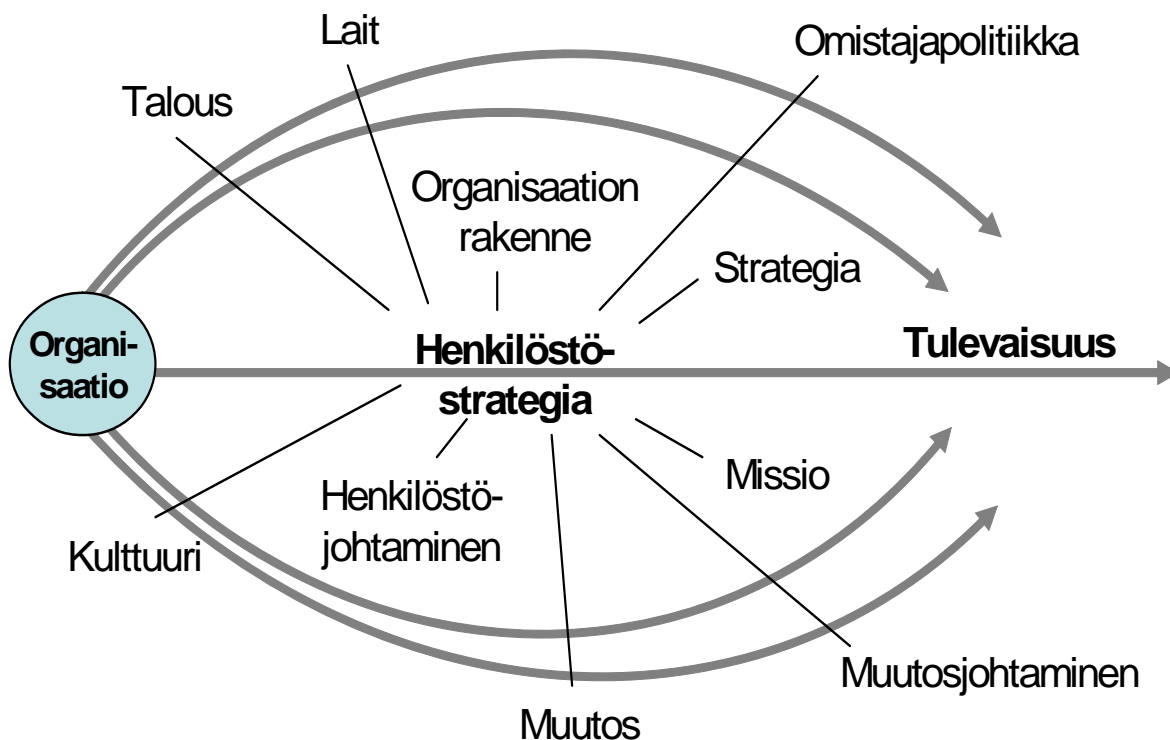 Lait
Omistajapolitiikka
Talous
Organisaation
rakenne
Strategia
Organi-
saatio
Henkilöstö-
strategia
Tulevaisuus
Missio
Henkilöstö-
johtaminen
Kulttuuri
Muutosjohtaminen
Muutos